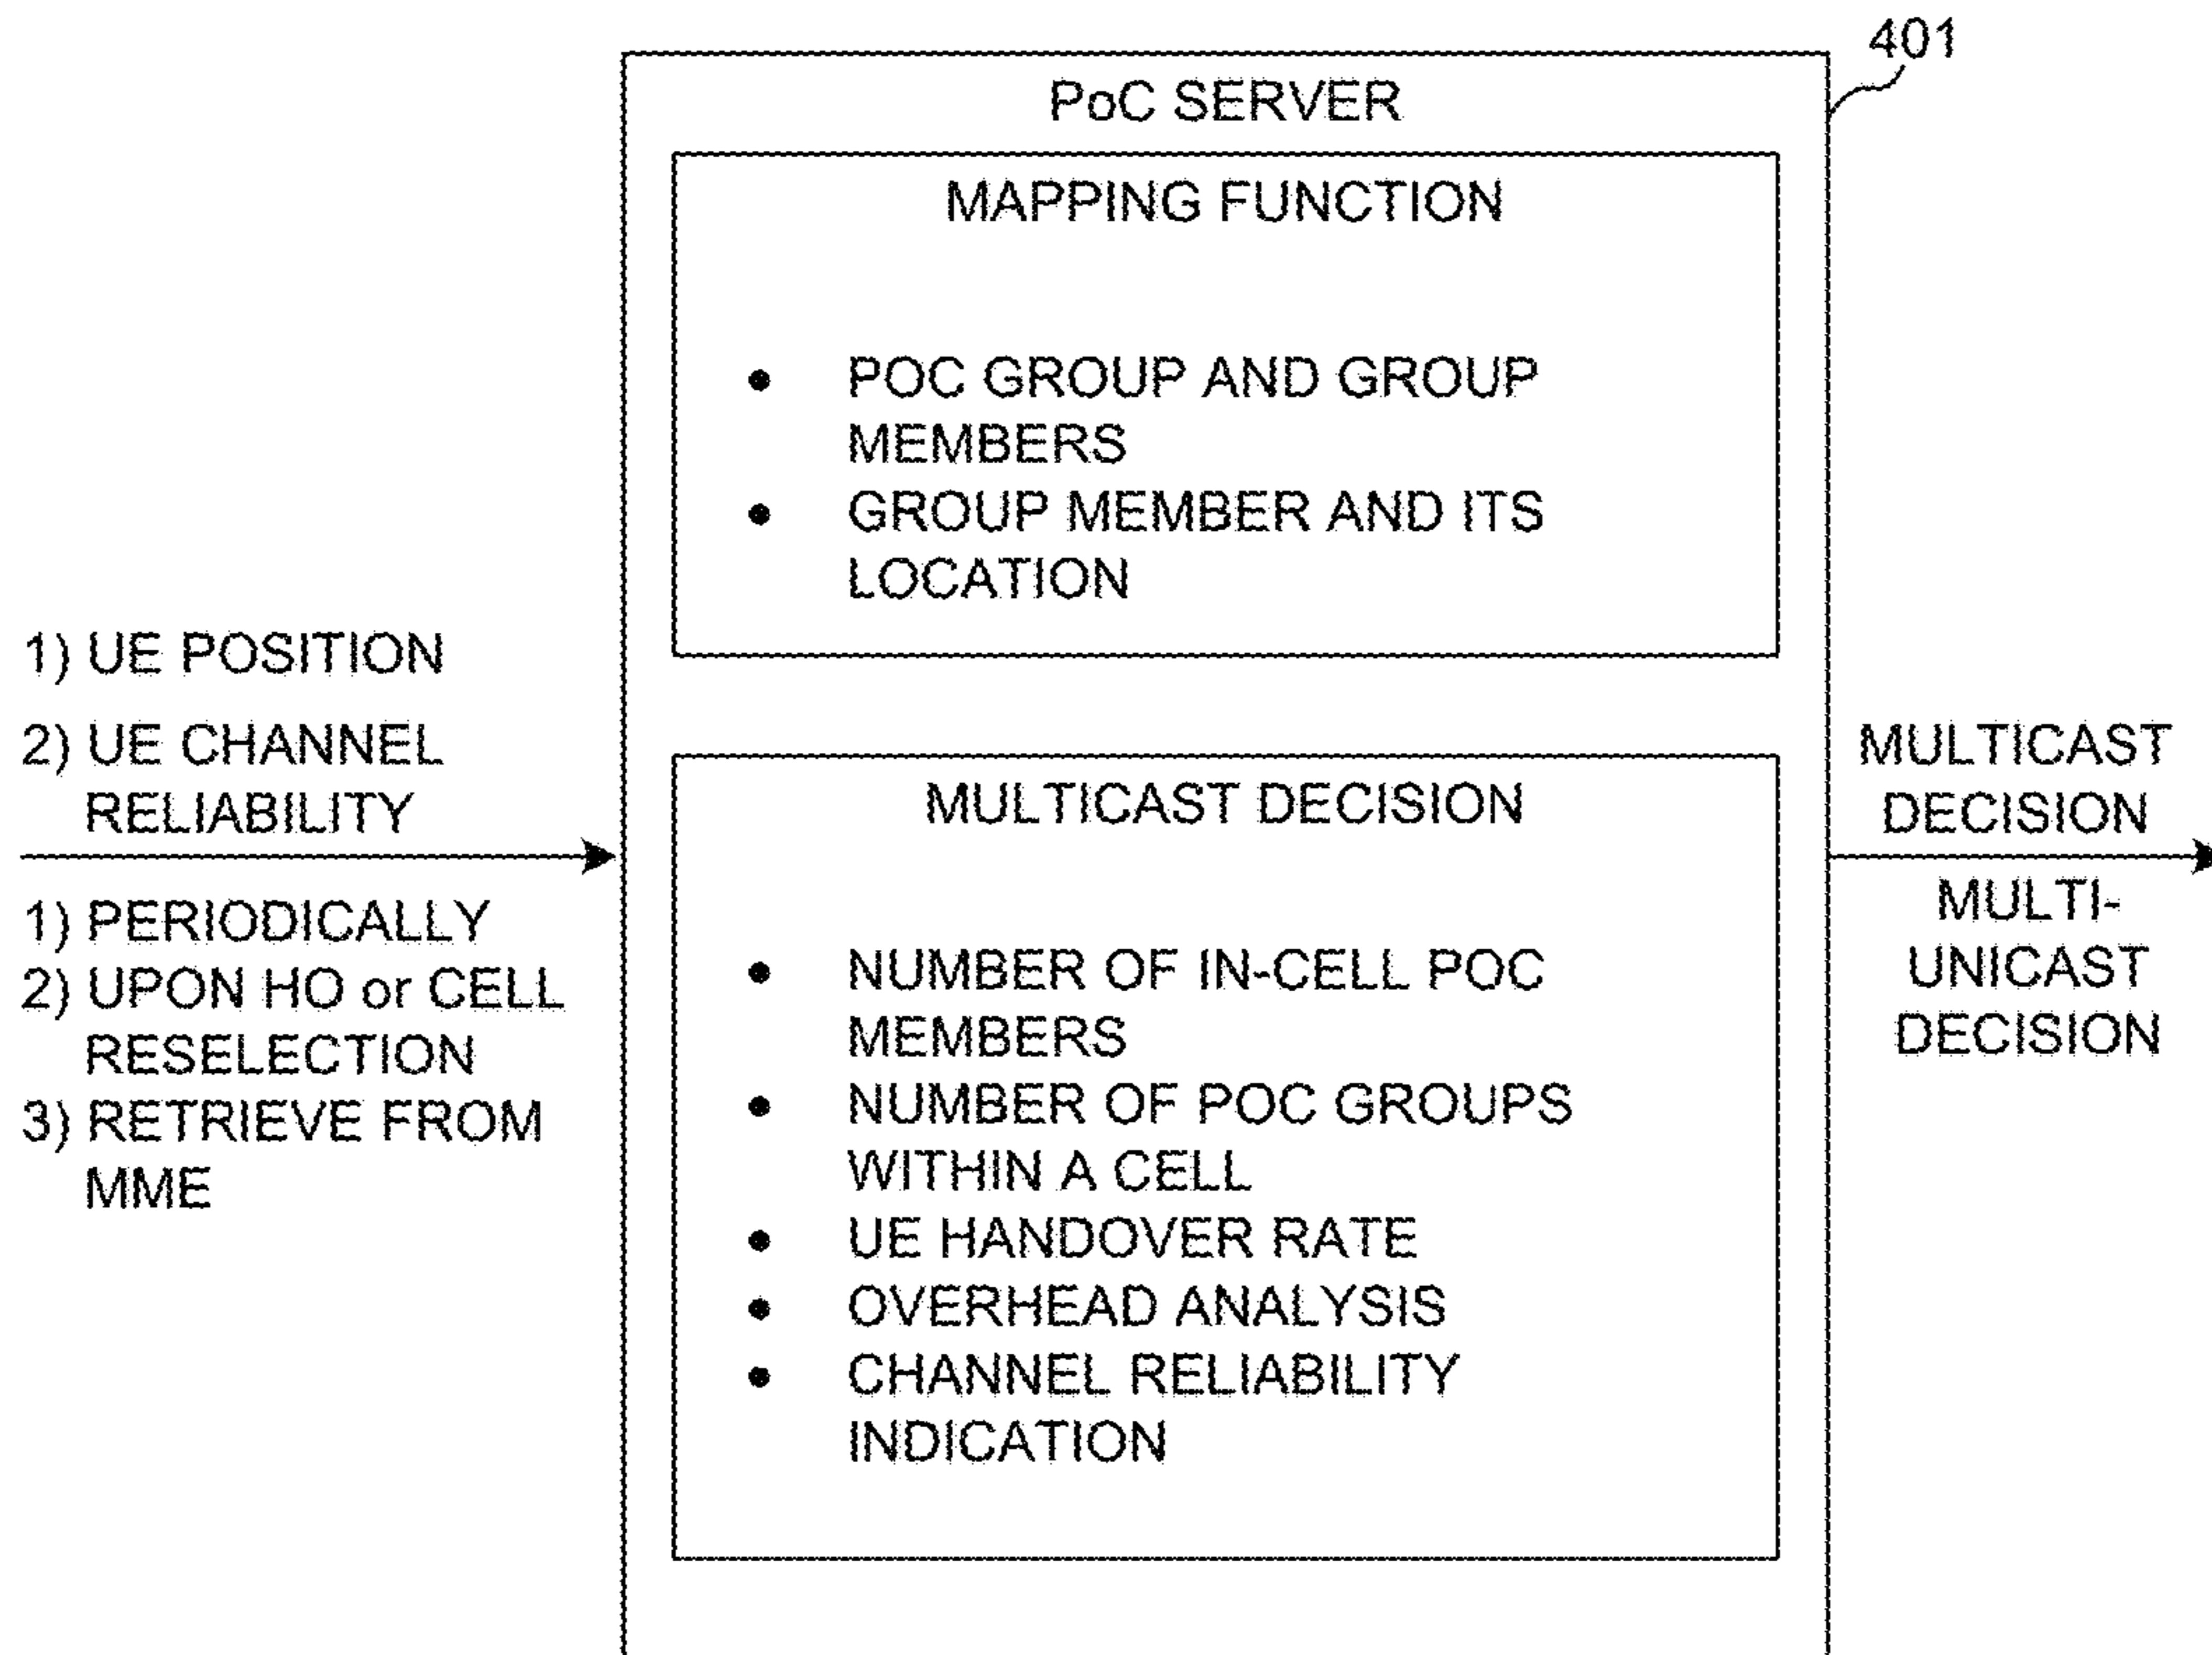 401
PoC SERVER
MAPPING FUNCTION
• POC GROUP AND GROUP
MEMBERS
• GROUP MEMBER AND ITS
LOCATION
1) UE POSITION
2) UE CHANNEL
RELIABILITY
1) PERIODICALLY
2) UPON HO or CELL
RESELECTION
3) RETRIEVE FROM
MME
MULTICAST DECISION
• NUMBER OF IN-CELL POC
MEMBERS
• NUMBER OF POC GROUPS
WITHIN A CELL
• UE HANDOVER RATE
• OVERHEAD ANALYSIS
• CHANNEL RELIABILITY
INDICATION
MULTICAST
DECISION
MULTI-
UNICAST
DECISION